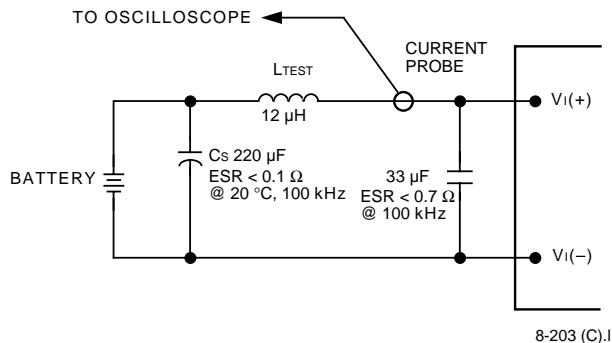 TO OSCILLOSCOPE
CURRENT
PROBE
LTEST
12 µH
VI(+)
CS 220 µF
ESR < 0.1 Ω
@ 20 °C, 100 kHz
33 µF
ESR < 0.7 Ω
@ 100 kHz
BATTERY
VI(–)
8-203 (C).l